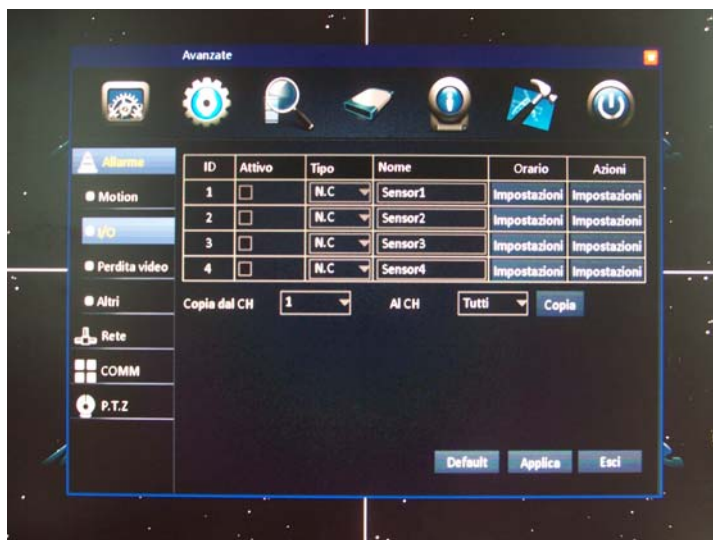 Avanzate
Allarme
Motion
I/O
Perdita video
Altri
Rete
COMM
P.T.Z
ID Attivo Tipo Nome Orario Azioni
1 N.C Sensor1 Impostazioni Impostazioni
2 N.C Sensor2 Impostazioni Impostazioni
3 N.C Sensor3 Impostazioni Impostazioni
4 N.C Sensor4 Impostazioni Impostazioni
Copia dal CH 1 Al CH Tutti Copia
Default Applica Esci